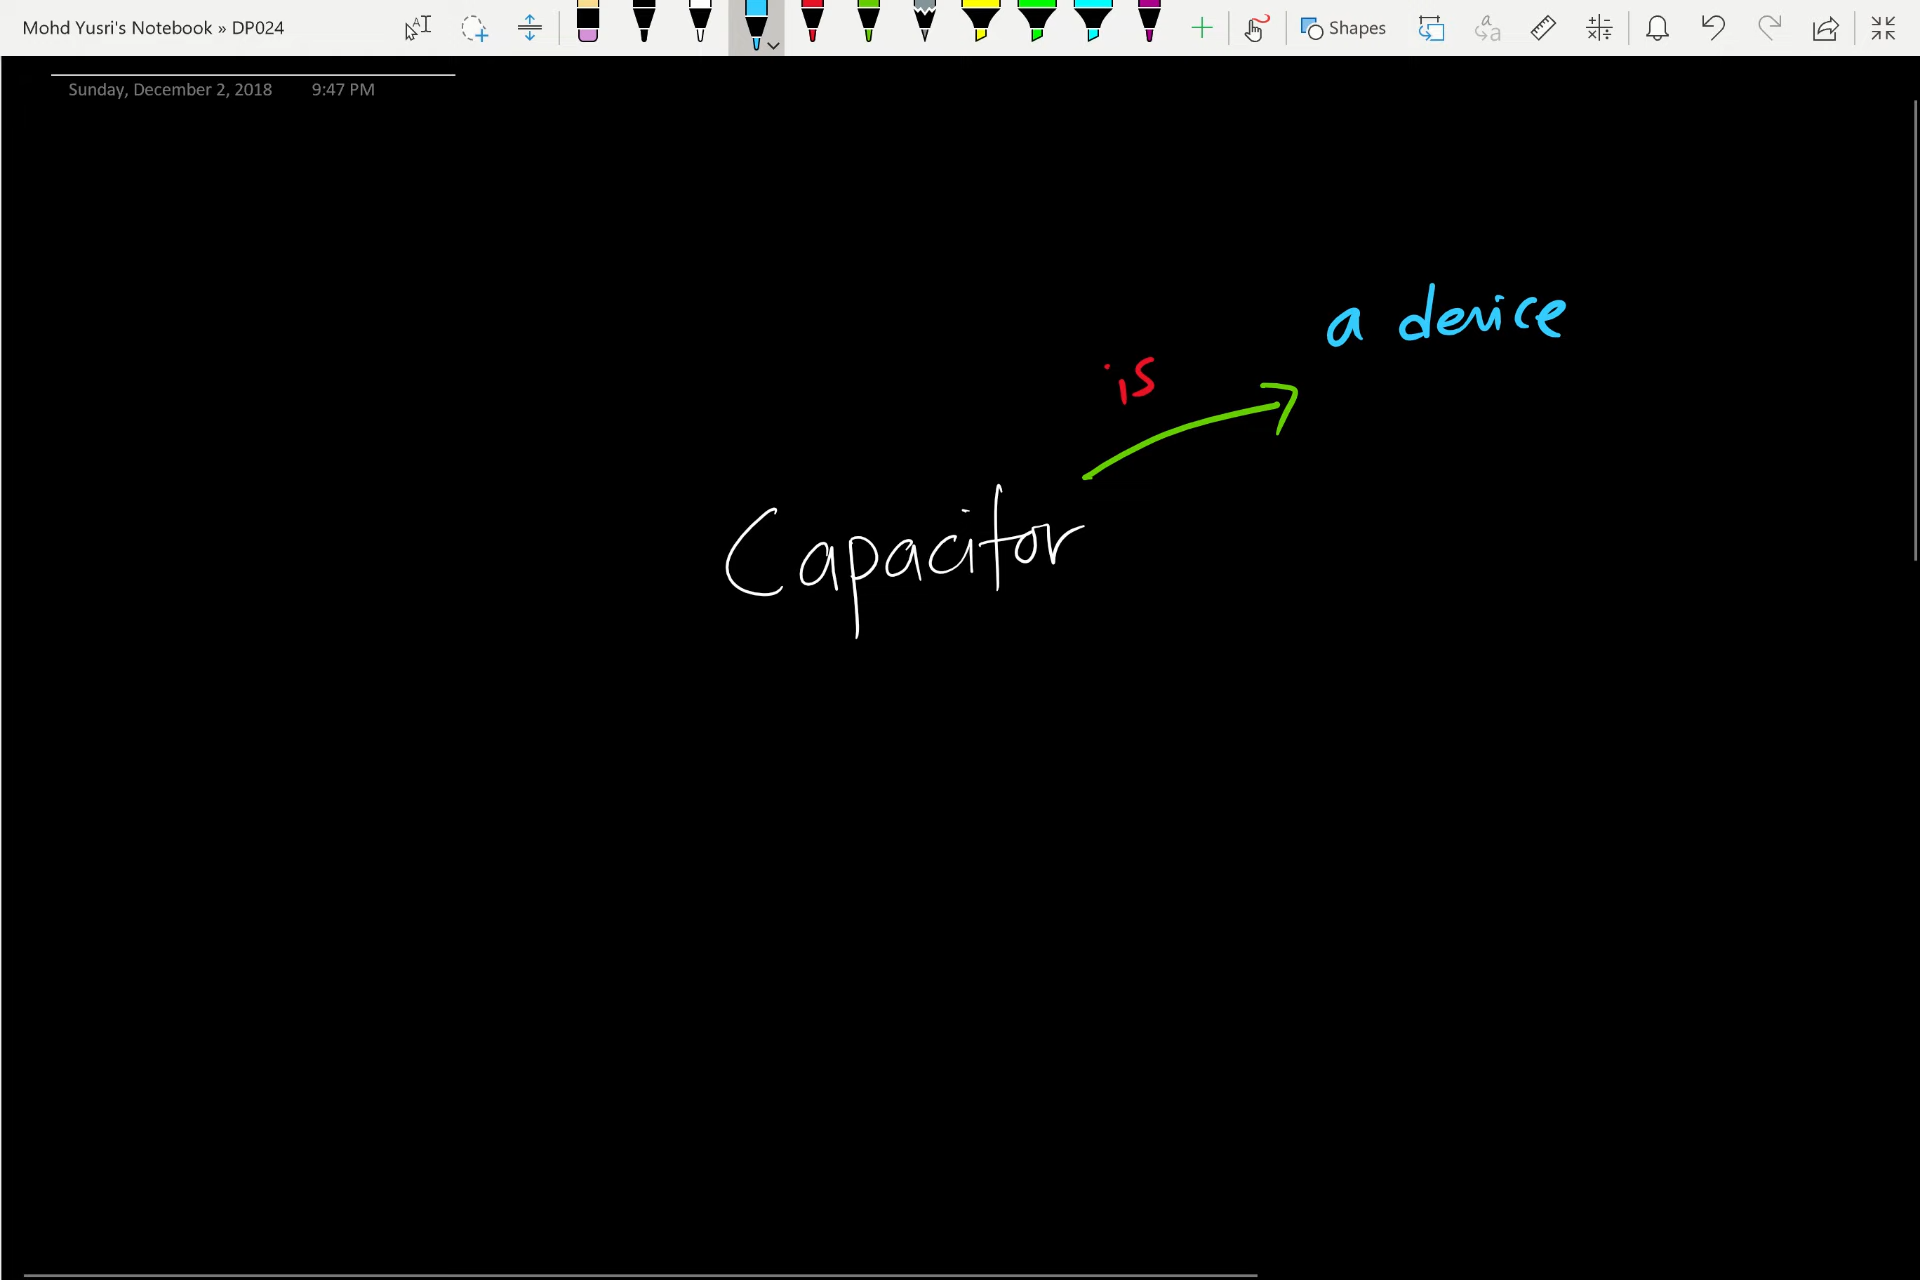 Mohd Yusri's Notebook » DP024
Shapes
Sunday, December 2, 2018 9:47 PM
a device
is
Capacitor